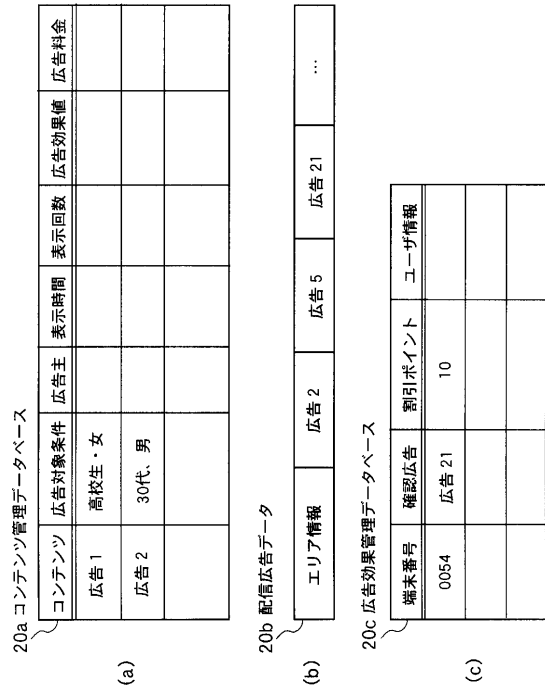 20a コンテンツ管理データベース
コンテンツ 広告対象条件 広告主 表示時間 表示回数 広告効果値 広告料金
広告 1 高校生・女
広告 2 30代、男
(a)
20b 配信広告データ
エリア情報 広告 2 広告 5 広告 21 …
(b)
20c 広告効果管理データベース
端末番号 確認広告 割引ポイント ユーザ情報
0054 広告 21 10
(c)